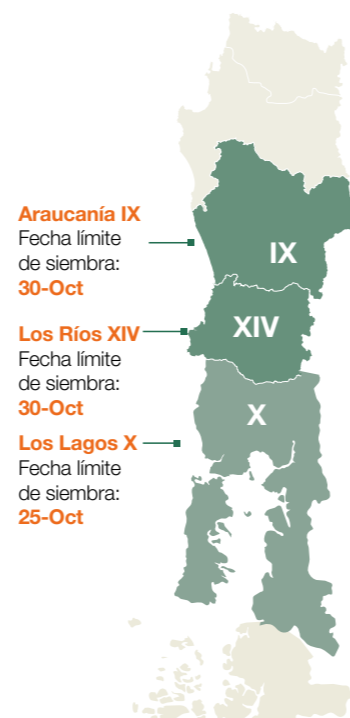 Araucanía IX
Fecha límite
de siembra:
30-Oct
IX
Los Ríos XIV
Fecha límite
de siembra:
30-Oct
XIV
Los Lagos X
Fecha límite
de siembra:
25-Oct
X